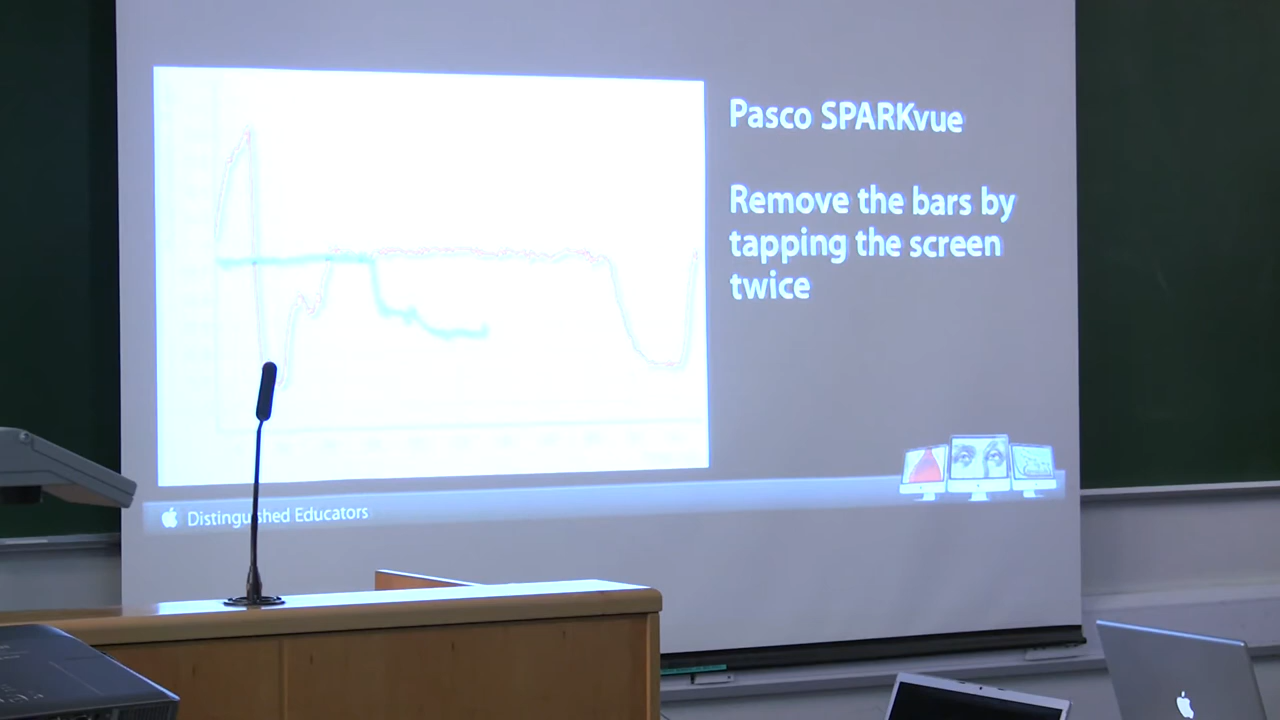 Pasco SPARKvue
Remove the bars by
tapping the screen
twice
Distinguished Educators